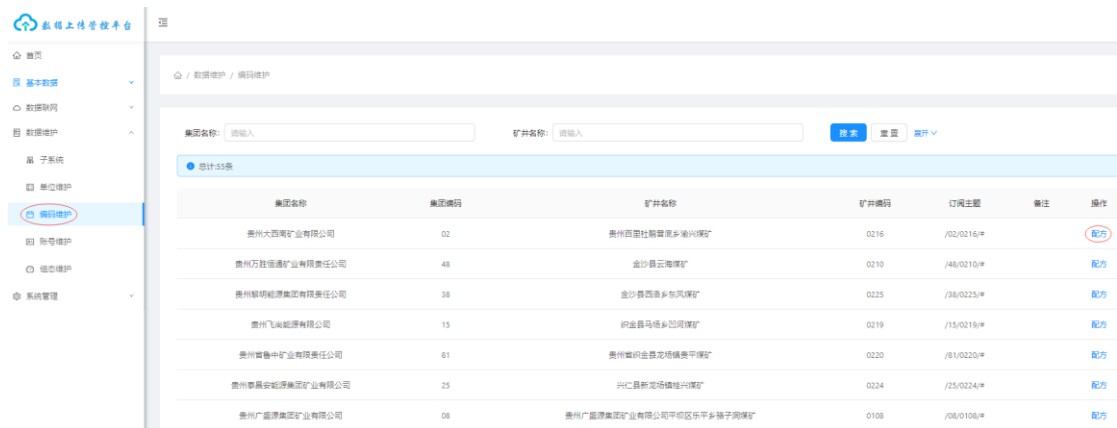 数据上传管控平台
首页
基本数据
数据联网
数据维护
子系统
单位维护
编码维护
账号维护
组态维护
系统管理
/ 数据维护 / 编码维护
集团名称: 请输入 矿井名称: 请输入 搜索 重置 展开
总计:55条
集团名称 集团编码 矿井名称 矿井编码 订阅主题 备注 操作
贵州大西南矿业有限公司 02 贵州百里杜鹃普底乡渝兴煤矿 0216 /02/0216/# 配方
贵州万胜恒通矿业有限责任公司 48 金沙县云海煤矿 0210 /48/0210/# 配方
贵州黔明能源集团有限责任公司 38 金沙县西洛乡东风煤矿 0225 /38/0225/# 配方
贵州飞尚能源有限公司 15 织金县马场乡凹河煤矿 0219 /15/0219/# 配方
贵州省鲁中矿业有限责任公司 81 贵州省织金县龙场镇贵平煤矿 0220 /81/0220/# 配方
贵州泰昌安能源集团矿业有限公司 25 兴仁县新龙场镇桂兴煤矿 0224 /25/0224/# 配方
贵州广盛源集团矿业有限公司 08 贵州广盛源集团矿业有限公司平坝区乐平乡骆子洞煤矿 0108 /08/0108/# 配方